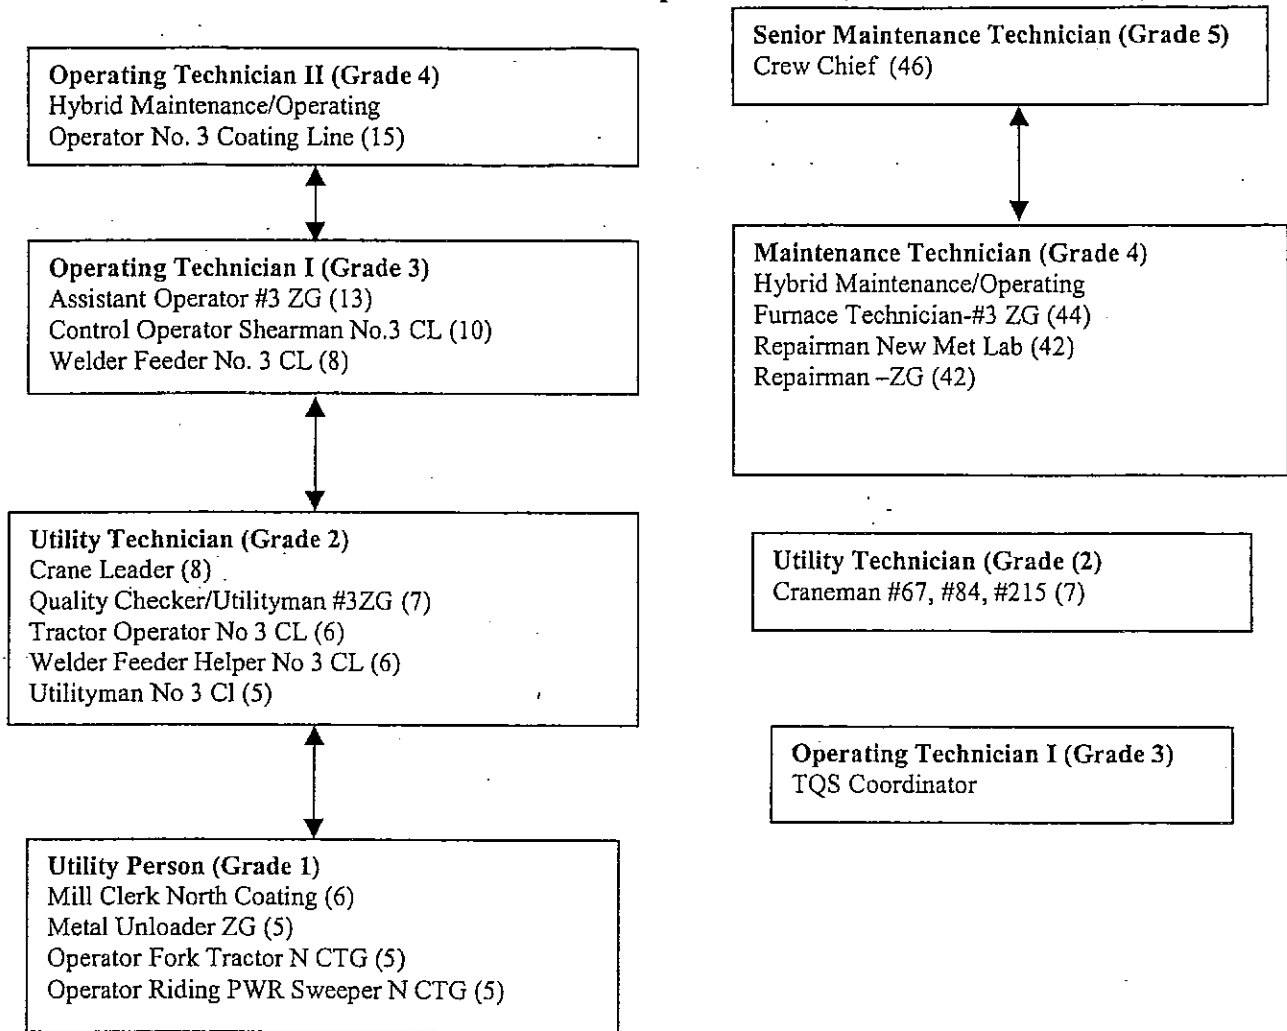 Operating Technician II (Grade 4)
Hybrid Maintenance/Operating
Operator No. 3 Coating Line (15)
Operating Technician I (Grade 3)
Assistant Operator #3 ZG (13)
Control Operator Shearman No.3 CL (10)
Welder Feeder No. 3 CL (8)
Utility Technician (Grade 2)
Crane Leader (8)
Quality Checker/Utilityman #3ZG (7)
Tractor Operator No 3 CL (6)
Welder Feeder Helper No 3 CL (6)
Utilityman No 3 Cl (5)
Utility Person (Grade 1)
Mill Clerk North Coating (6)
Metal Unloader ZG (5)
Operator Fork Tractor N CTG (5)
Operator Riding PWR Sweeper N CTG (5)
Senior Maintenance Technician (Grade 5)
Crew Chief (46)
Maintenance Technician (Grade 4)
Hybrid Maintenance/Operating
Furnace Technician-#3 ZG (44)
Repairman New Met Lab (42)
Repairman –ZG (42)
Utility Technician (Grade (2)
Craneman #67, #84, #215 (7)
Operating Technician I (Grade 3)
TQS Coordinator